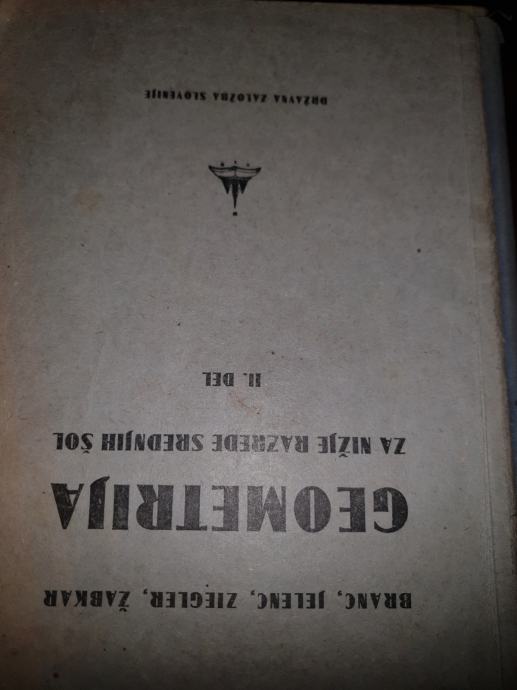 BRANC, JELENC, ZIEGLER, ŽABKAR
GEOMETRIJA
ZA NIŽJE RAZREDE SREDNJIH ŠOL
II. DEL
DRŽAVNA ZALOŽBA SLOVENIJE